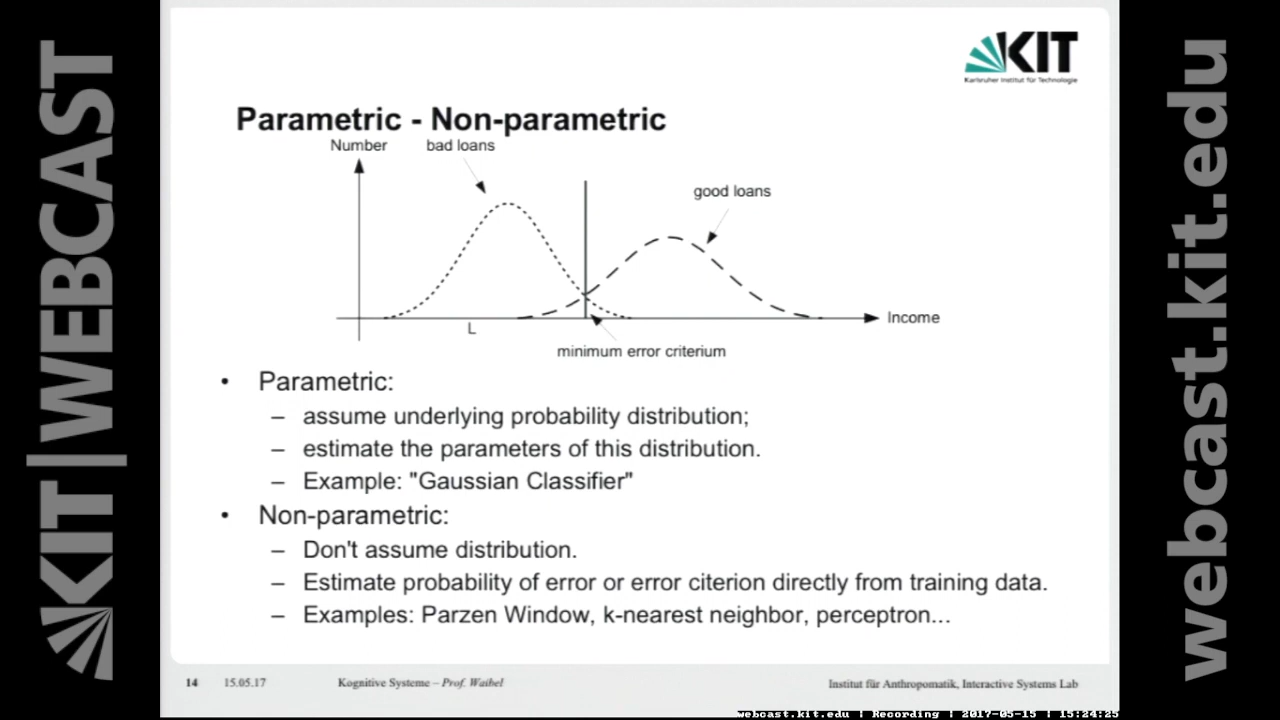 KIT | WEBCAST
KIT
Karlsruher Institut für Technologie
Parametric - Non-parametric
Number
bad loans
good loans
Income
L
minimum error criterium
• Parametric:
– assume underlying probability distribution;
– estimate the parameters of this distribution.
– Example: "Gaussian Classifier"
• Non-parametric:
– Don't assume distribution.
– Estimate probability of error or error citerion directly from training data.
– Examples: Parzen Window, k-nearest neighbor, perceptron...
14 15.05.17 Kognitive Systeme – Prof. Waibel Institut für Anthropomatik, Interactive Systems Lab
webcast.kit.edu | Recording | 2017-05-15 | 15:24:25
webcast.kit.edu